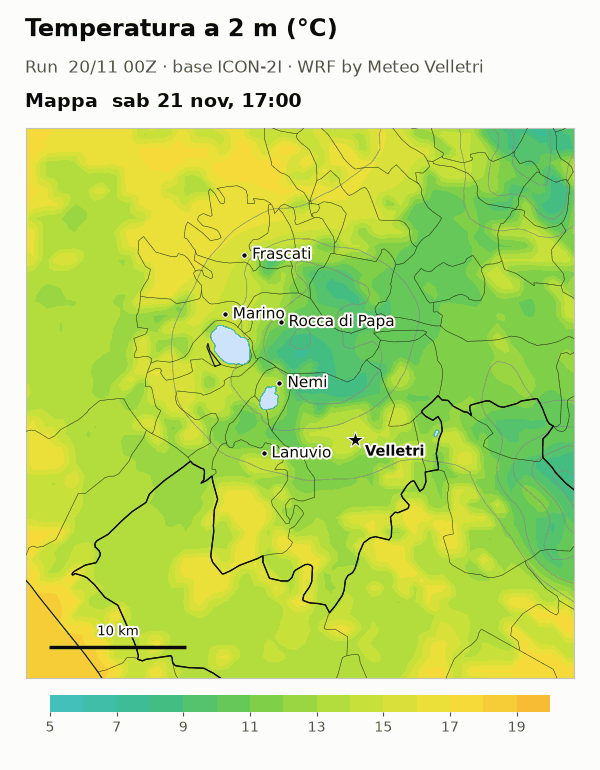 Temperatura a 2 m (°C)
Run  20/11 00Z · base ICON-2I · WRF by Meteo Velletri
Mappa  sab 21 nov, 17:00
Frascati
Marino
Rocca di Papa
Nemi
Velletri
Lanuvio
10 km
5 7 9 11 13 15 17 19